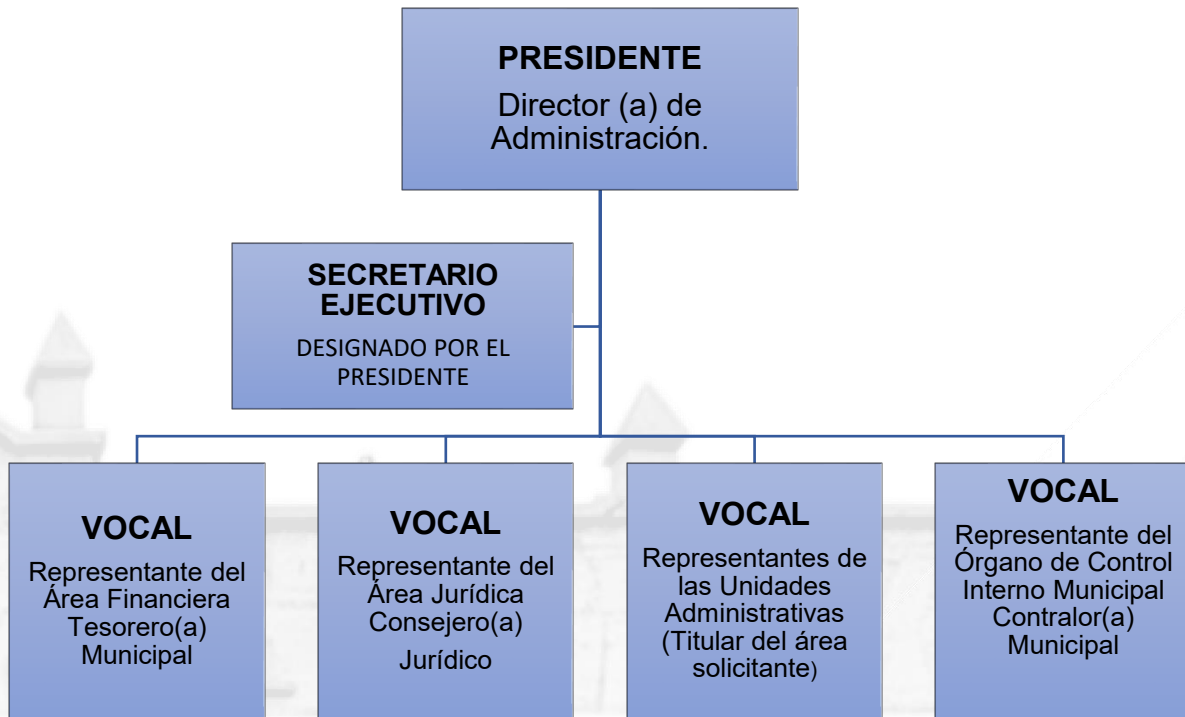 PRESIDENTE
Director (a) de
Administración.
SECRETARIO
EJECUTIVO
DESIGNADO POR EL
PRESIDENTE
VOCAL
Representante del
Área Financiera
Tesorero(a)
Municipal
VOCAL
Representante del
Área Jurídica
Consejero(a)
Jurídico
VOCAL
Representantes de
las Unidades
Administrativas
(Titular del área
solicitante)
VOCAL
Representante del
Órgano de Control
Interno Municipal
Contralor(a)
Municipal